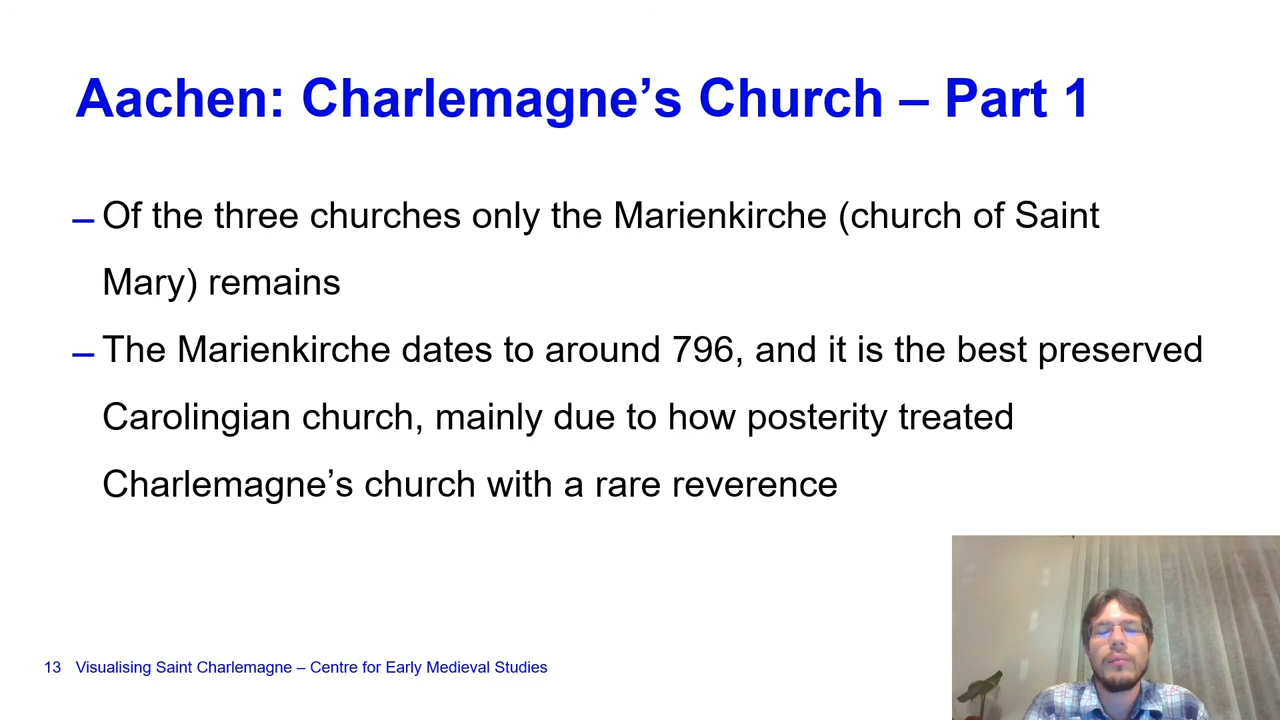 Aachen: Charlemagne’s Church – Part 1
– Of the three churches only the Marienkirche (church of Saint
Mary) remains
– The Marienkirche dates to around 796, and it is the best preserved
Carolingian church, mainly due to how posterity treated
Charlemagne’s church with a rare reverence
13 Visualising Saint Charlemagne – Centre for Early Medieval Studies